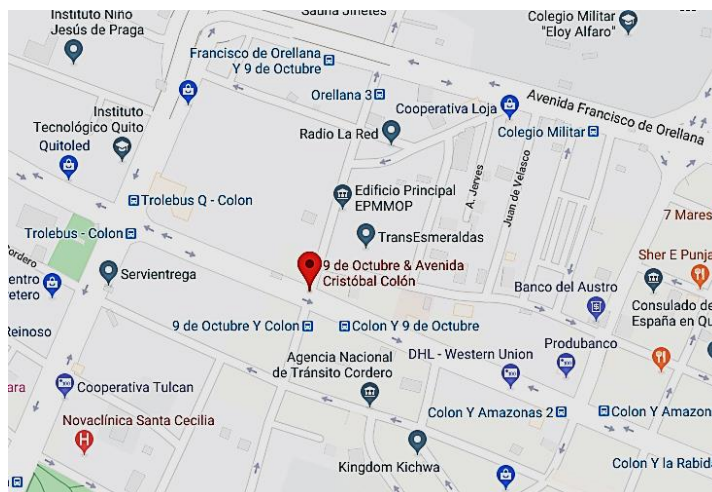 Instituto Niño
Jesús de Praga
Sauna Jinetes
Colegio Militar
"Eloy Alfaro"
Francisco de Orellana
Y 9 de Octubre
Orellana 3
Cooperativa Loja
Avenida Francisco de Orellana
Instituto
Tecnológico Quito
Quitoled
Radio La Red
Colegio Militar
A. Jerves
Juan de Velasco
Trolebus Q - Colon
Edificio Principal
EPMMOP
7 Mares
Trolebus - Colon
TransEsmeraldas
Cordero
Servientrega
9 de Octubre & Avenida
Cristóbal Colón
Sher E Punja
entro
retero
Banco del Austro
Consulado de
España en Qu
Reinoso
9 de Octubre Y Colon
Colon Y 9 de Octubre
Agencia Nacional
de Tránsito Cordero
DHL - Western Union
Produbanco
ara
Cooperativa Tulcan
Novaclínica Santa Cecilia
Colon Y Amazonas 2
Colon Y Amazon
Kingdom Kichwa
Colon Y la Rabid